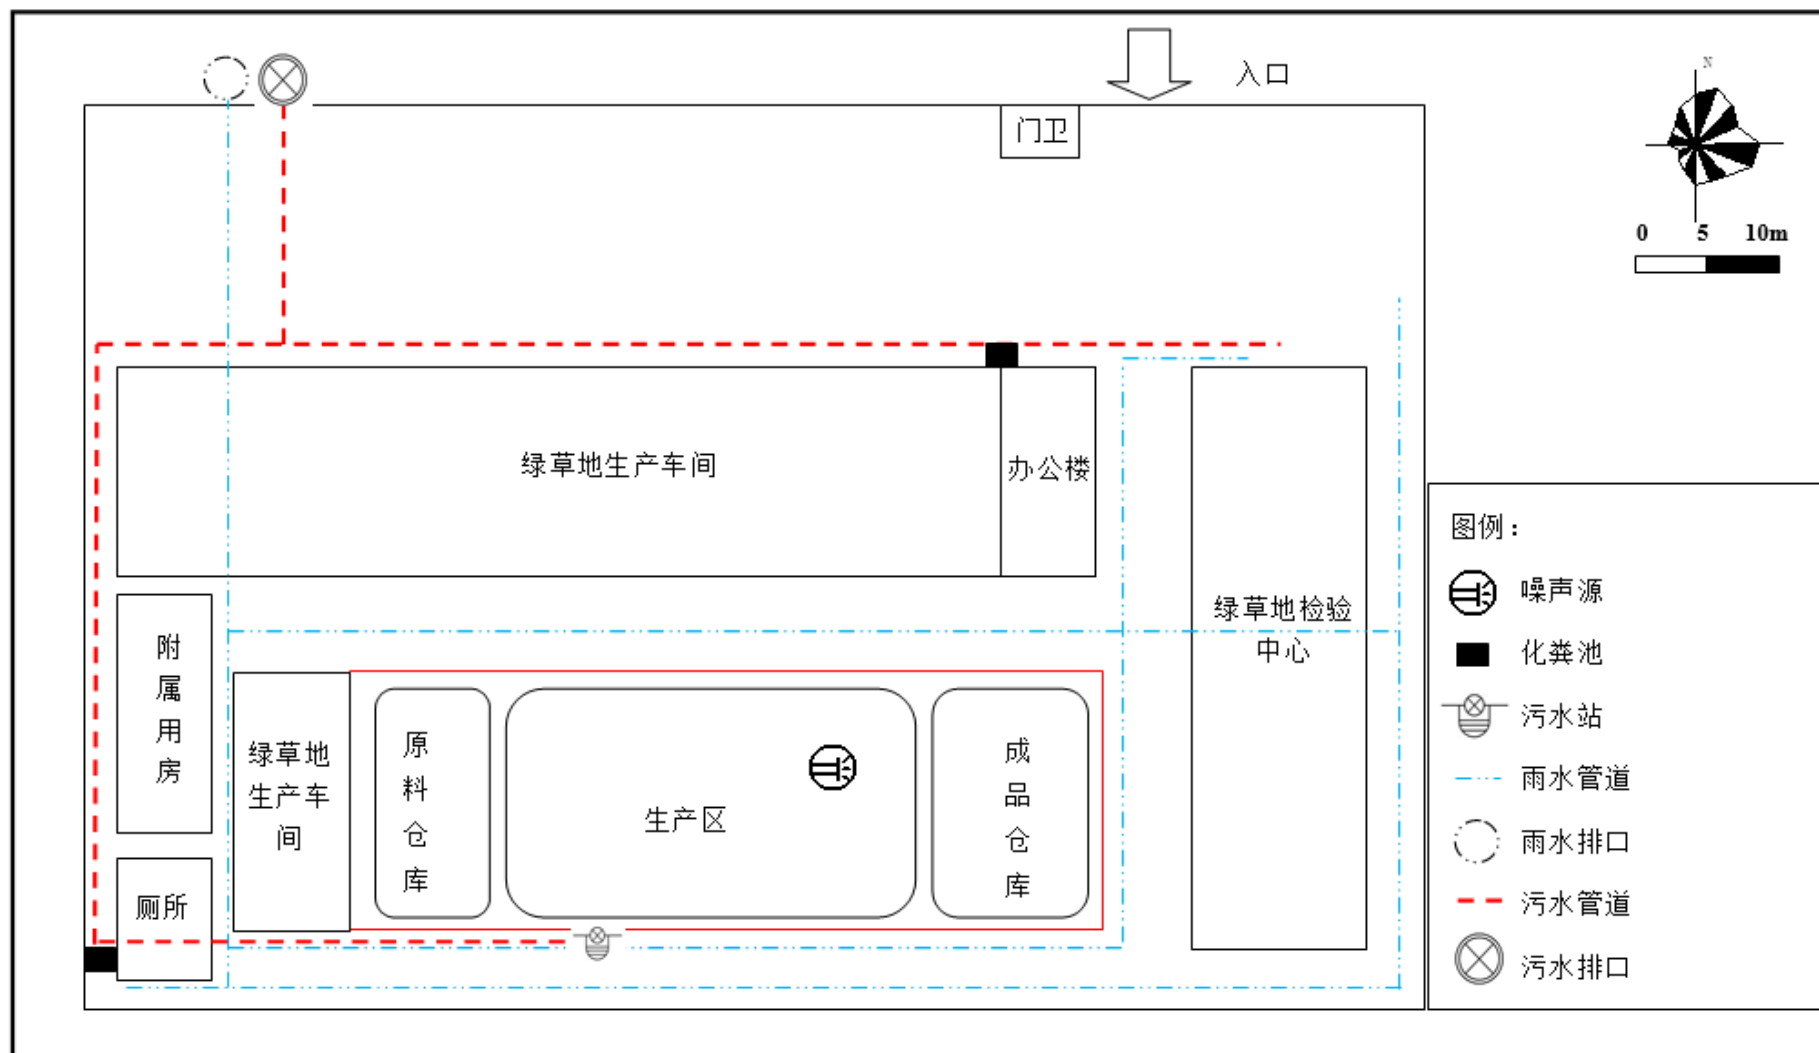 入口
N
门卫
0 5 10m
绿草地生产车间
办公楼
图例：
噪声源
绿草地检验
中心
附
属
用
房
化粪池
污水站
绿草地
生产车
间
原
料
仓
库
生产区
成
品
仓
库
雨水管道
雨水排口
厕所
污水管道
污水排口